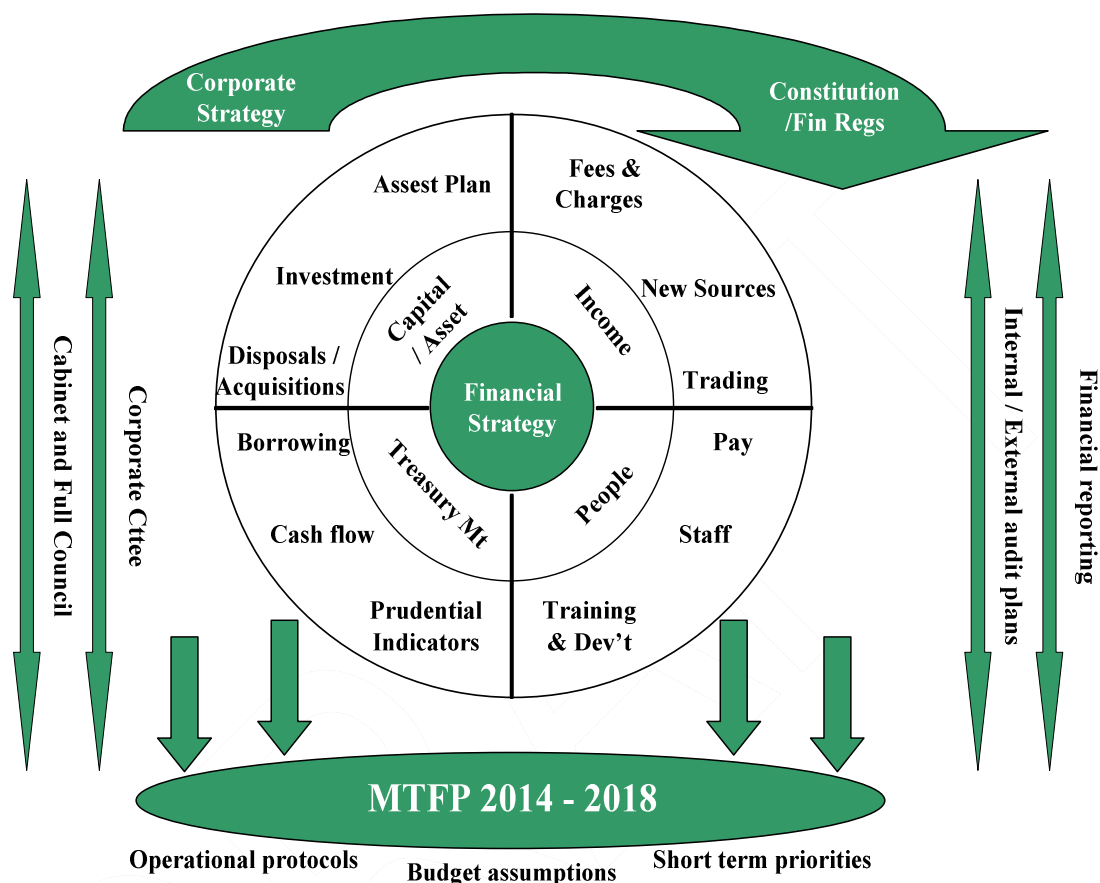 Corporate
Strategy
Constitution
/Fin Regs
Assest Plan
Fees &
Charges
Investment
New Sources
Capital
/ Asset
Income
Disposals /
Acquisitions
Trading
Financial
Strategy
Borrowing
Pay
Treasury Mt
People
Cash flow
Staff
Prudential
Indicators
Training
& Dev’t
Cabinet and Full Council
Corporate Cttee
Internal / External audit plans
Financial reporting
MTFP 2014 - 2018
Operational protocols
Budget assumptions
Short term priorities